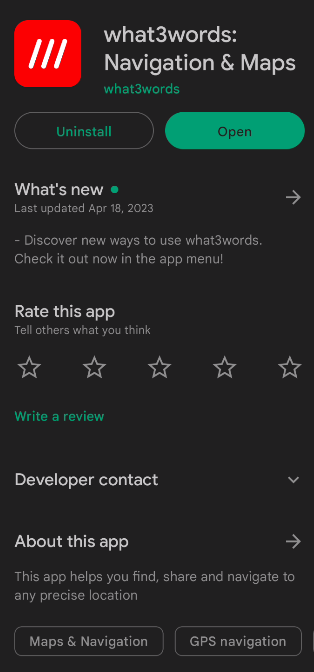 what3words:
Navigation & Maps
what3words
Uninstall
Open
What's new
Last updated Apr 18, 2023
- Discover new ways to use what3words.
Check it out now in the app menu!
Rate this app
Tell others what you think
Write a review
Developer contact
About this app
This app helps you find, share and navigate to
any precise location
Maps & Navigation
GPS navigation